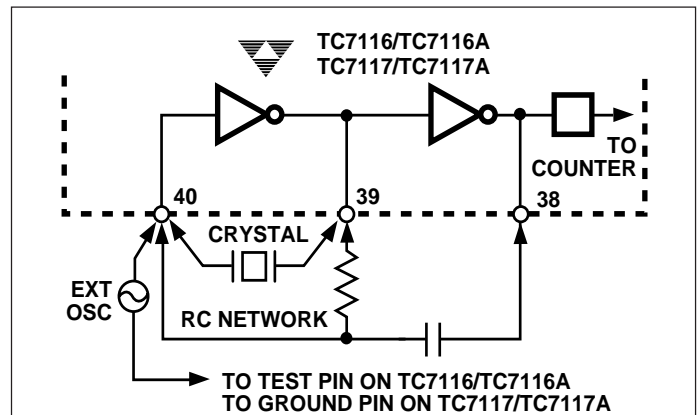 TC7116/TC7116A
TC7117/TC7117A
TO
COUNTER
40
39
38
CRYSTAL
EXT
OSC
RC NETWORK
TO TEST PIN ON TC7116/TC7116A
TO GROUND PIN ON TC7117/TC7117A